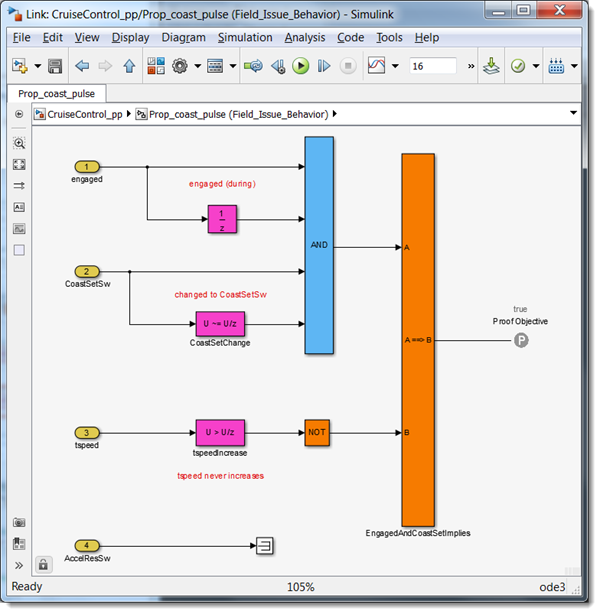 Link: CruiseControl_pp/Prop_coast_pulse (Field_Issue_Behavior) - Simulink
File Edit View Display Diagram Simulation Analysis Code Tools Help
16 »
Prop_coast_pulse
CruiseControl_pp Prop_coast_pulse (Field_Issue_Behavior)
1
engaged
engaged (during)
1
z
AND
A
2
CoastSetSw
changed to CoastSetSw
U ~= U/z
CoastSetChange
true
Proof Objective
A ==> B
P
3
tspeed
U > U/z
tspeedIncrease
NOT
B
tspeed never increases
EngagedAndCoastSetImplies
4
AccelResSw
»
Ready 105% ode3